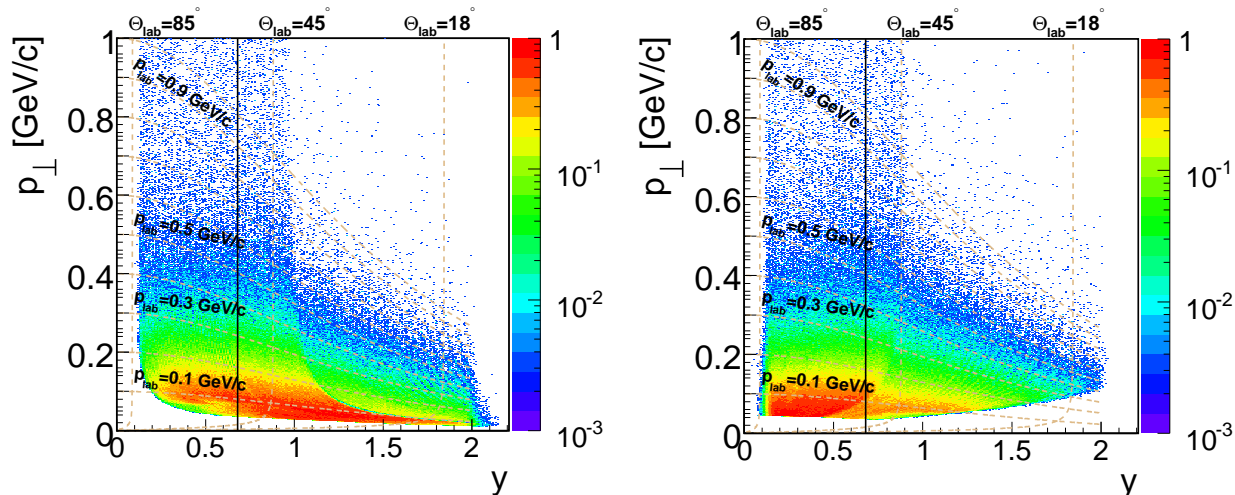 Θlab=85° Θlab=45° Θlab=18°
p⊥ [GeV/c]
1
0.8
0.6
0.4
0.2
0
plab=0.9 GeV/c
plab=0.5 GeV/c
plab=0.3 GeV/c
plab=0.1 GeV/c
0 0.5 1 1.5 2
y
1
10-1
10-2
10-3
Θlab=85° Θlab=45° Θlab=18°
p⊥ [GeV/c]
1
0.8
0.6
0.4
0.2
0
plab=0.9 GeV/c
plab=0.5 GeV/c
plab=0.3 GeV/c
plab=0.1 GeV/c
0 0.5 1 1.5 2
y
1
10-1
10-2
10-3